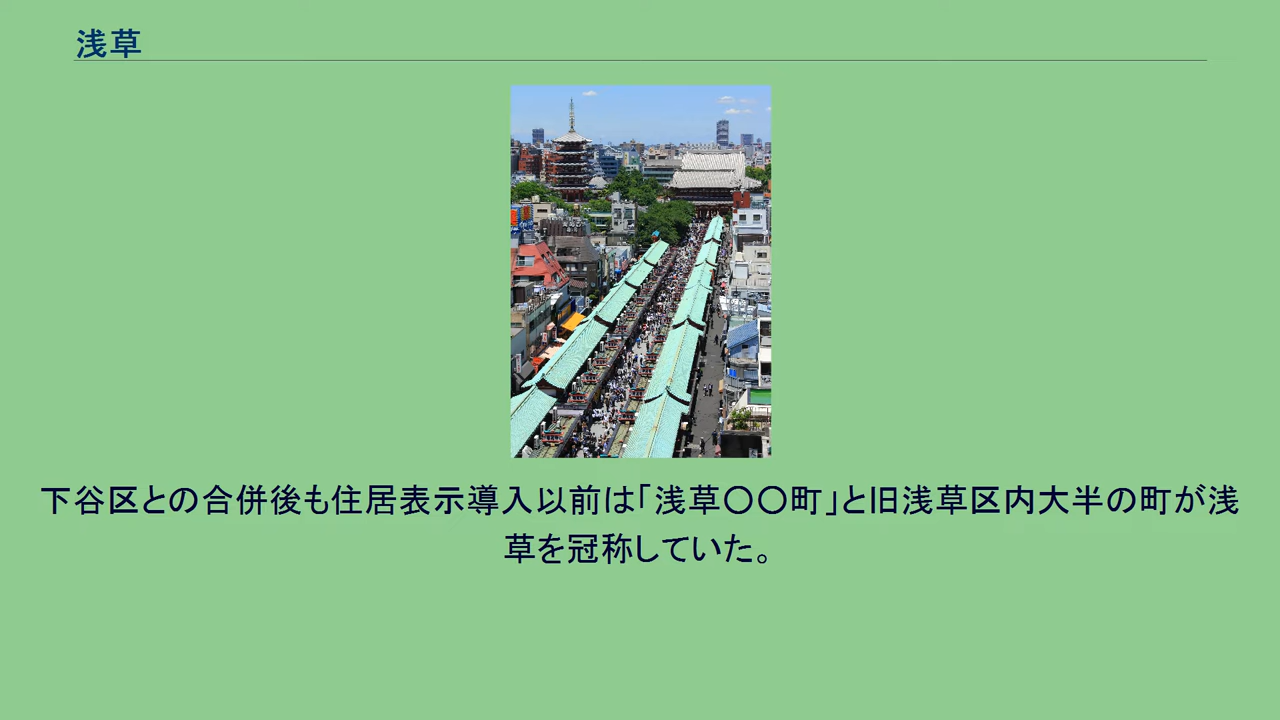 浅草
下谷区との合併後も住居表示導入以前は「浅草〇〇町」と旧浅草区内大半の町が浅
草を冠称していた。